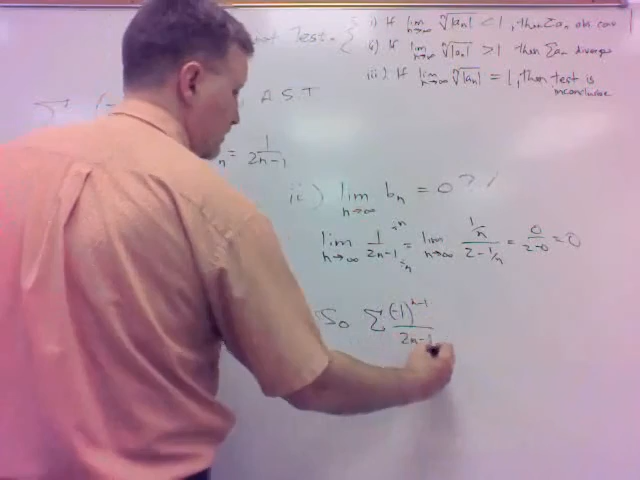 Test. i) If lim n→∞ ⁿ√|aₙ| < 1, then Σaₙ abs. conv
ii) If lim n→∞ ⁿ√|aₙ| > 1 then Σaₙ diverges
iii) If lim n→∞ ⁿ√|aₙ| = 1, then test is inconclusive
A.S.T
n = 1/(2n-1)
ii) lim n→∞ bₙ = 0 ?
lim n→∞ 1/(2n-1) ÷n ÷n = lim n→∞ (1/n)/(2-1/n) = 0/(2-0) = 0
So Σ (-1)ⁿ⁻¹/(2n-1)